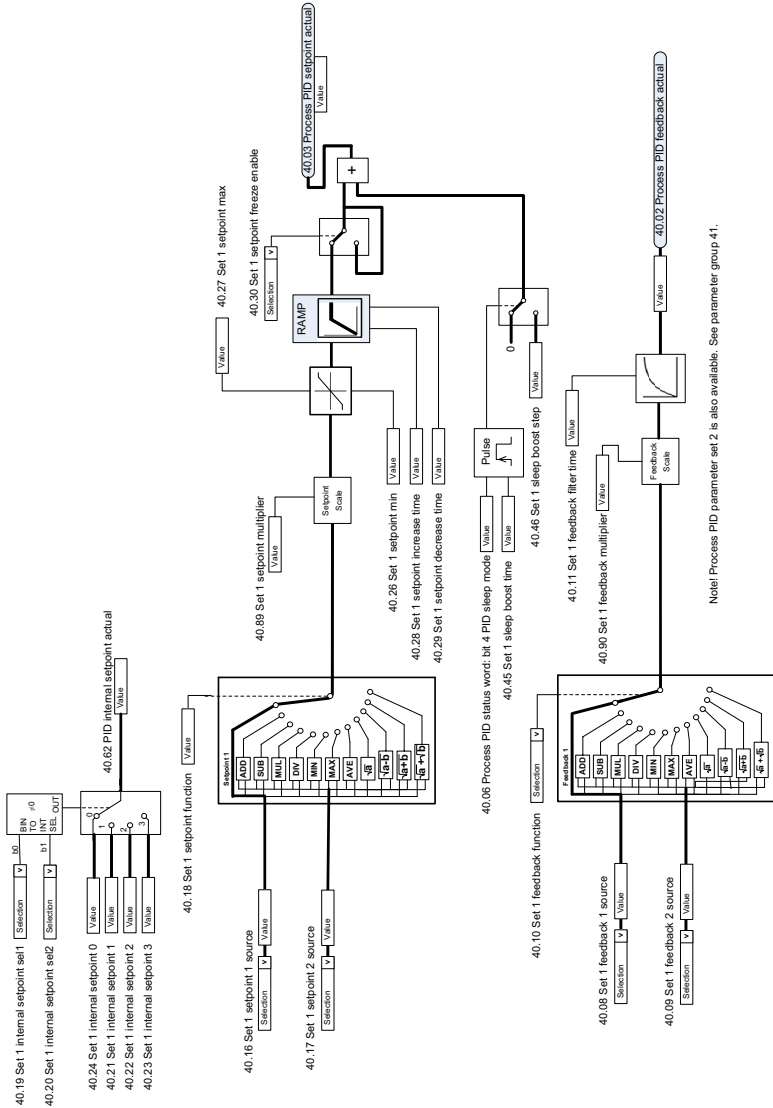 40.19 Set 1 internal setpoint sel1
Selection v
b0
40.20 Set 1 internal setpoint sel2
Selection v
b1
BIN
TO
INT
SEL OUT
≠0
40.24 Set 1 internal setpoint 0
Value
0
40.21 Set 1 internal setpoint 1
Value
1
40.22 Set 1 internal setpoint 2
Value
2
40.23 Set 1 internal setpoint 3
Value
3
40.62 PID internal setpoint actual
Value
40.18 Set 1 setpoint function
Value
40.16 Set 1 setpoint 1 source
Selection v
Value
40.17 Set 1 setpoint 2 source
Selection v
Value
Setpoint 1
ADD
SUB
MUL
DIV
MIN
MAX
AVE
√a
√a-b
√a+b
√a+√b
40.89 Set 1 setpoint multiplier
Value
Setpoint
Scale
40.27 Set 1 setpoint max
Value
40.26 Set 1 setpoint min
Value
40.28 Set 1 setpoint increase time
Value
40.29 Set 1 setpoint decrease time
Value
RAMP
40.30 Set 1 setpoint freeze enable
Selection v
+
40.03 Process PID setpoint actual
Value
40.06 Process PID status word: bit 4 PID sleep mode
Value
40.45 Set 1 sleep boost time
Value
Pulse
0
40.46 Set 1 sleep boost step
Value
40.10 Set 1 feedback function
Selection v
40.08 Set 1 feedback 1 source
Selection v
Value
40.09 Set 1 feedback 2 source
Selection v
Value
Feedback 1
ADD
SUB
MUL
DIV
MIN
MAX
AVE
√a
√a-b
√a+b
√a+√b
40.90 Set 1 feedback multiplier
Value
Feedback
Scale
40.11 Set 1 feedback filter time
Value
Value
40.02 Process PID feedback actual
Note! Process PID parameter set 2 is also available. See parameter group 41.